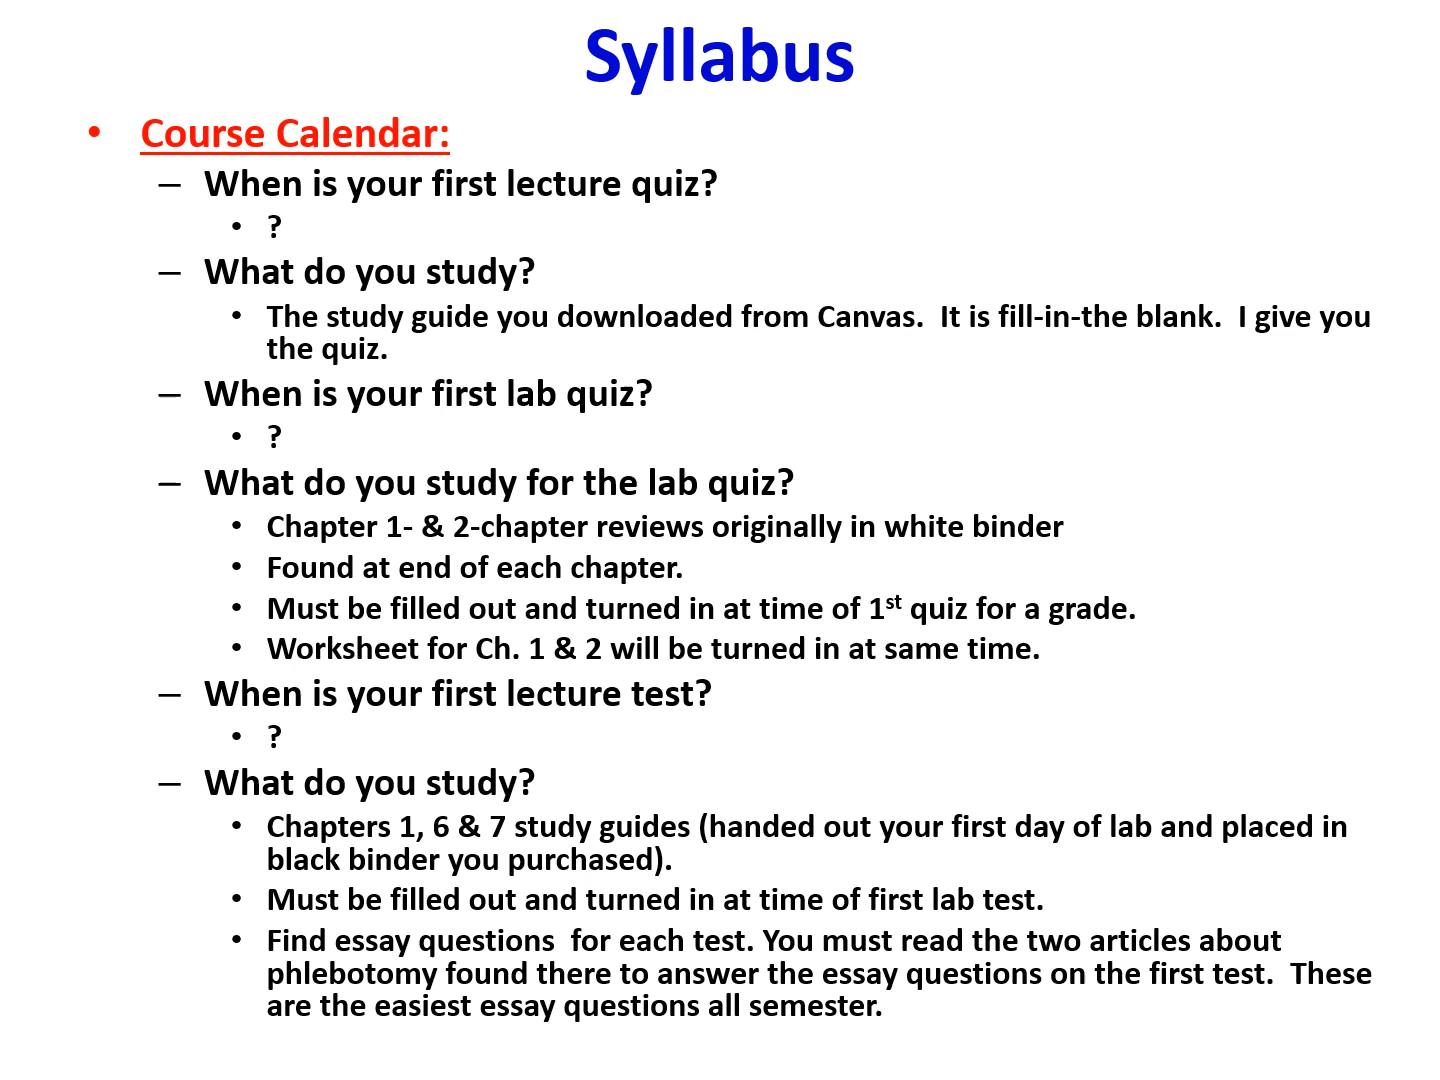 Syllabus
• Course Calendar:
– When is your first lecture quiz?
• ?
– What do you study?
• The study guide you downloaded from Canvas.  It is fill-in-the blank.  I give you
the quiz.
– When is your first lab quiz?
• ?
– What do you study for the lab quiz?
• Chapter 1- & 2-chapter reviews originally in white binder
• Found at end of each chapter.
• Must be filled out and turned in at time of 1st quiz for a grade.
• Worksheet for Ch. 1 & 2 will be turned in at same time.
– When is your first lecture test?
• ?
– What do you study?
• Chapters 1, 6 & 7 study guides (handed out your first day of lab and placed in
black binder you purchased).
• Must be filled out and turned in at time of first lab test.
• Find essay questions  for each test. You must read the two articles about
phlebotomy found there to answer the essay questions on the first test.  These
are the easiest essay questions all semester.